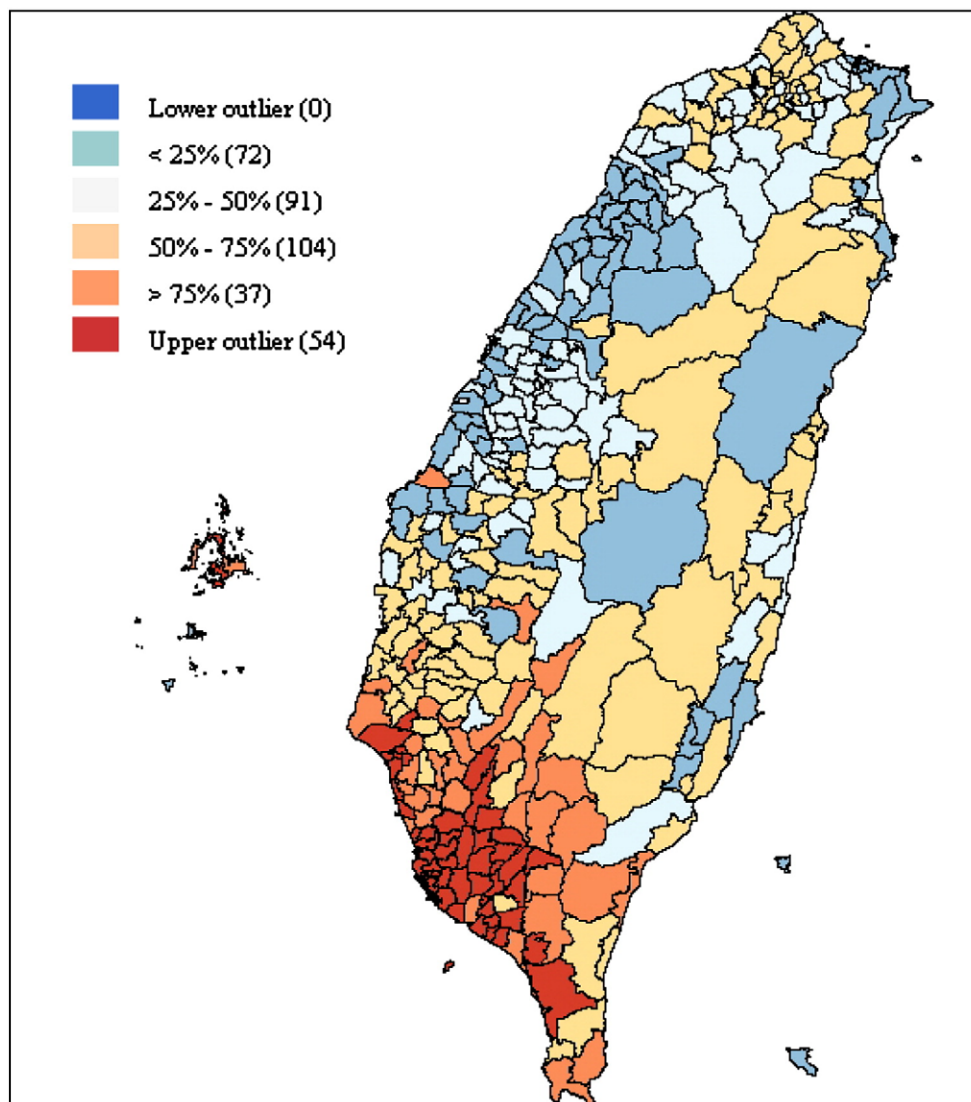 Lower outlier (0)
< 25% (72)
25% - 50% (91)
50% - 75% (104)
> 75% (37)
Upper outlier (54)